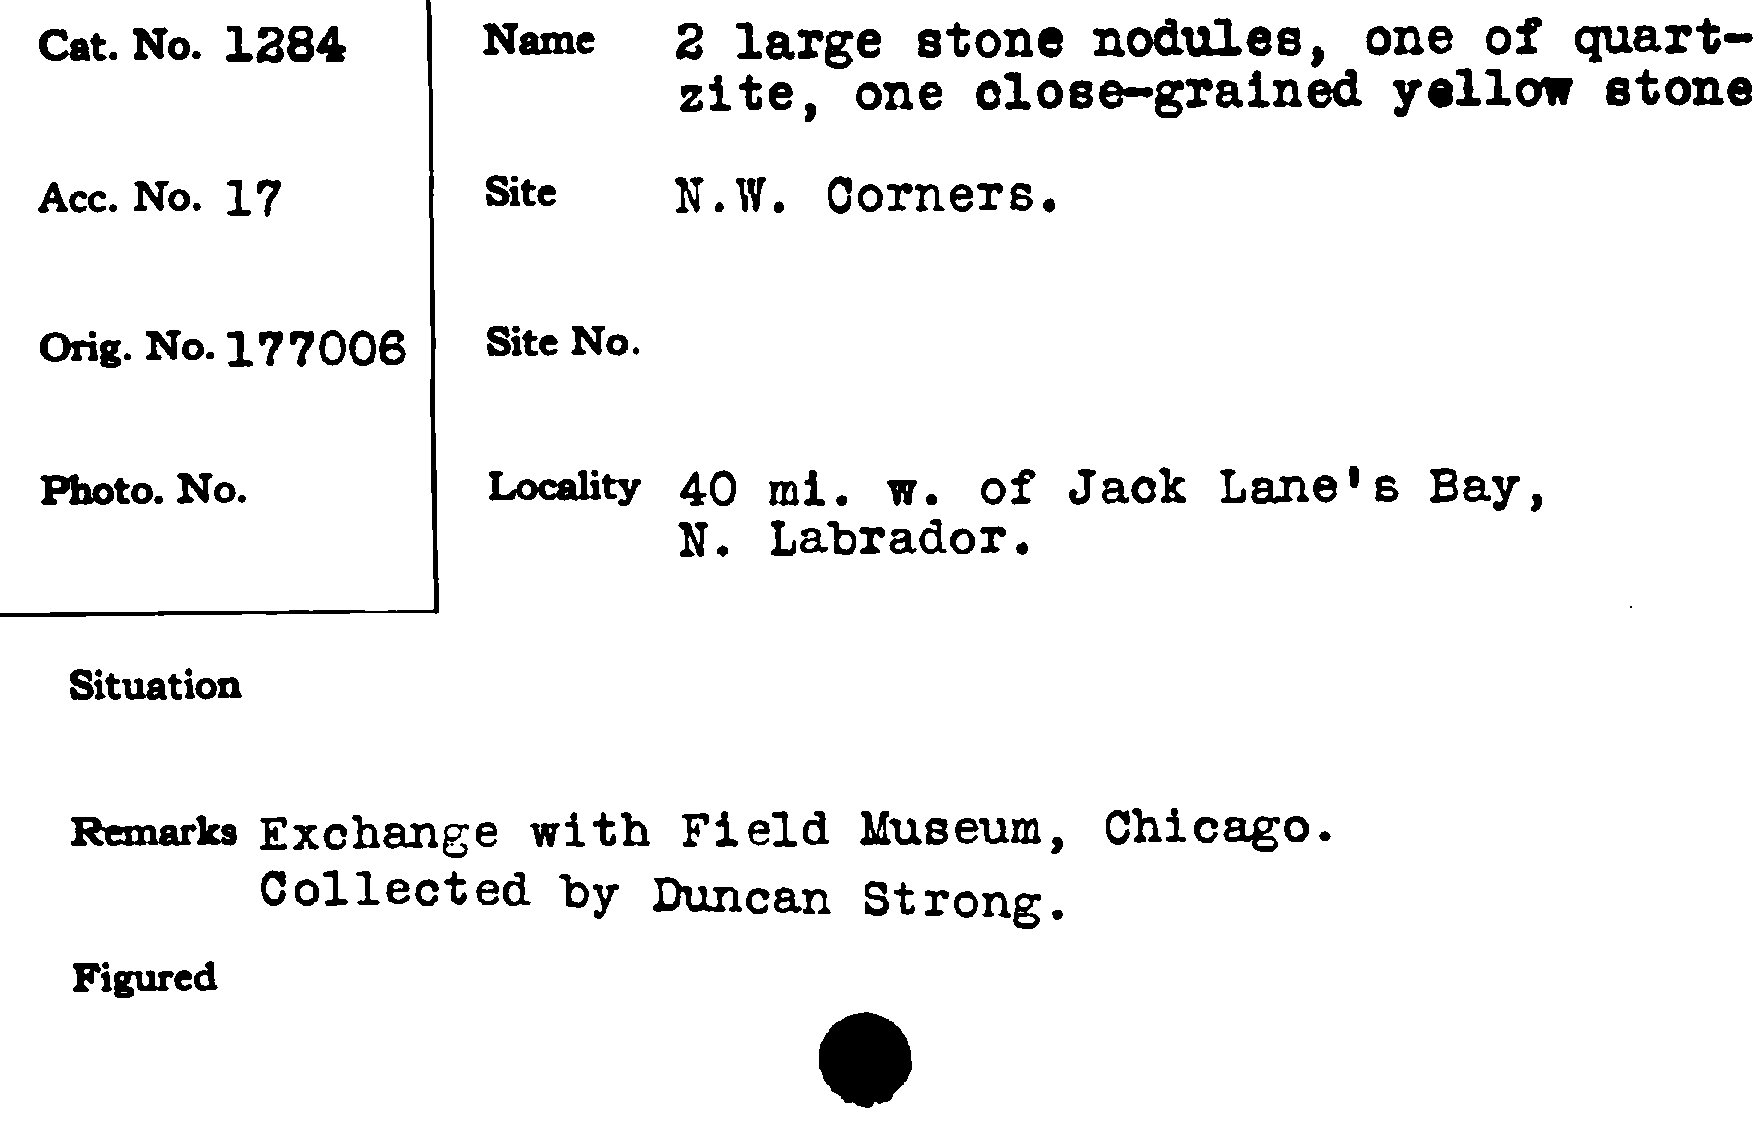 Cat. No. 1284
Name 2 large stone nodules, one of quart-
zite, one close-grained yellow stone
Acc. No. 17
Site N.W. Corners.
Orig. No. 177006
Site No.
Photo. No.
Locality 40 mi. w. of Jack Lane's Bay,
N. Labrador.
Situation
Remarks Exchange with Field Museum, Chicago.
Collected by Duncan Strong.
Figured